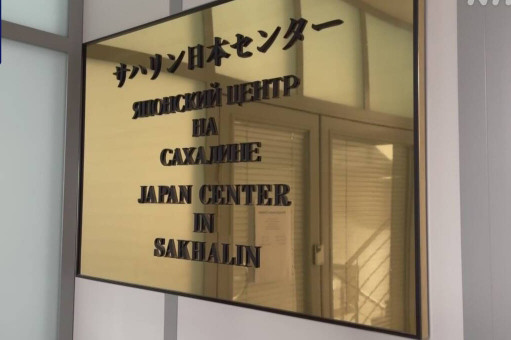 サハリン日本センター
ЯПОНСКИЙ ЦЕНТР
НА
САХАЛИНЕ
JAPAN CENTER
IN
SAKHALIN